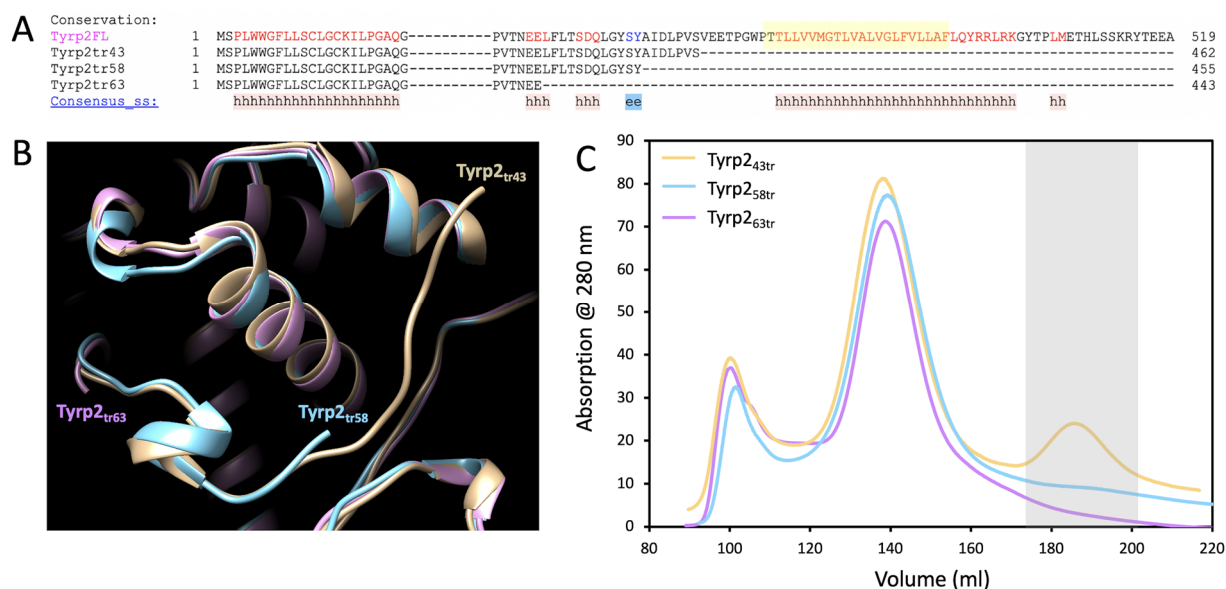 A
Conservation:
Tyrp2FL 1 MSPLWWGFLLSCLGCKILPGAQG----------PVTNEELFLTSDQLGYSYAIDLPVSVEETPGWPTTLLVVMGTLVALVGLFVLLAFLQYRRLRKGYTPLMETHLSSKRYTEEA 519
Tyrp2tr43 1 MSPLWWGFLLSCLGCKILPGAQG----------PVTNEELFLTSDQLGYSYAIDLPVS--------------------------------------------------------- 462
Tyrp2tr58 1 MSPLWWGFLLSCLGCKILPGAQG----------PVTNEELFLTSDQLGYSY---------------------------------------------------------------- 455
Tyrp2tr63 1 MSPLWWGFLLSCLGCKILPGAQG----------PVTNEE---------------------------------------------------------------------------- 443
Consensus_ss: hhhhhhhhhhhhhhhhhhhh hhh hhh ee hhhhhhhhhhhhhhhhhhhhhhhhhhhhh hh
B
Tyrp2tr43
Tyrp2tr63
Tyrp2tr58
C
Tyrp243tr
Tyrp258tr
Tyrp263tr
Absorption @ 280 nm
90
80
70
60
50
40
30
20
10
0
80 100 120 140 160 180 200 220
Volume (ml)